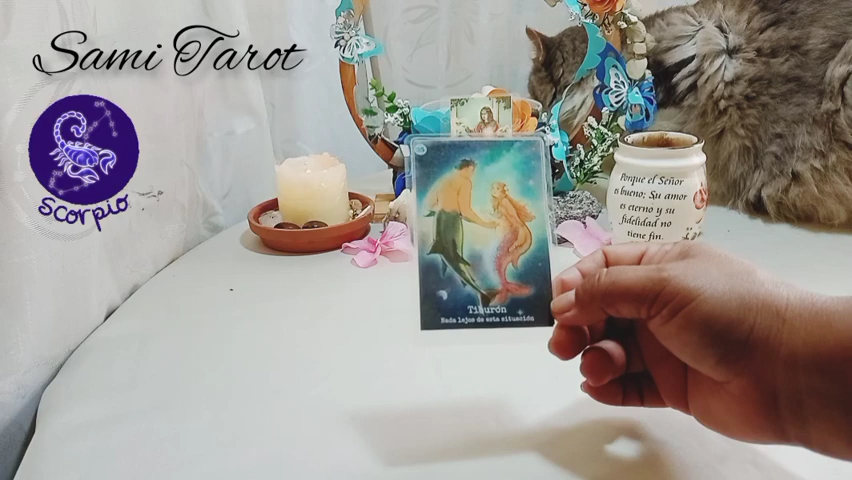 Sami Tarot
Scorpio
Porque el Señor
es bueno; Su amor
es eterno y su
fidelidad no
tiene fin.
Tiburón
Nada lejos de esta situación